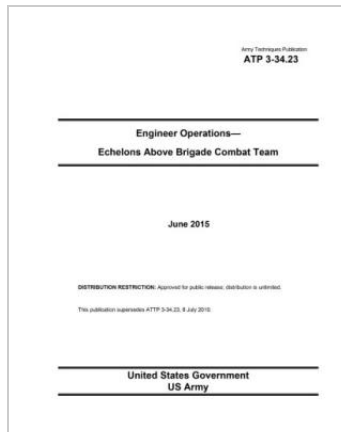 Army Techniques Publication
ATP 3-34.23
Engineer Operations—
Echelons Above Brigade Combat Team
June 2015
DISTRIBUTION RESTRICTION: Approved for public release; distribution is unlimited.
This publication supersedes ATTP 3-34.23, 8 July 2010.
United States Government
US Army